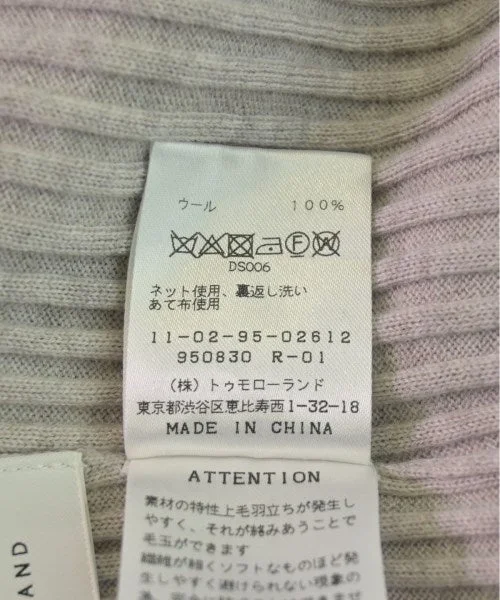 ウール 100%
DS006
ネット使用、裏返し洗い
あて布使用
11-02-95-02612
950830 R-01
(株)トゥモローランド
東京都渋谷区恵比寿西1-32-18
MADE IN CHINA
ATTENTION
素材の特性上毛羽立ちが発生し
やすく、それが絡みあうことで
毛玉ができます
繊維が細くソフトなものほど発
生しやすく避けられない現象の
為、完全に
AND